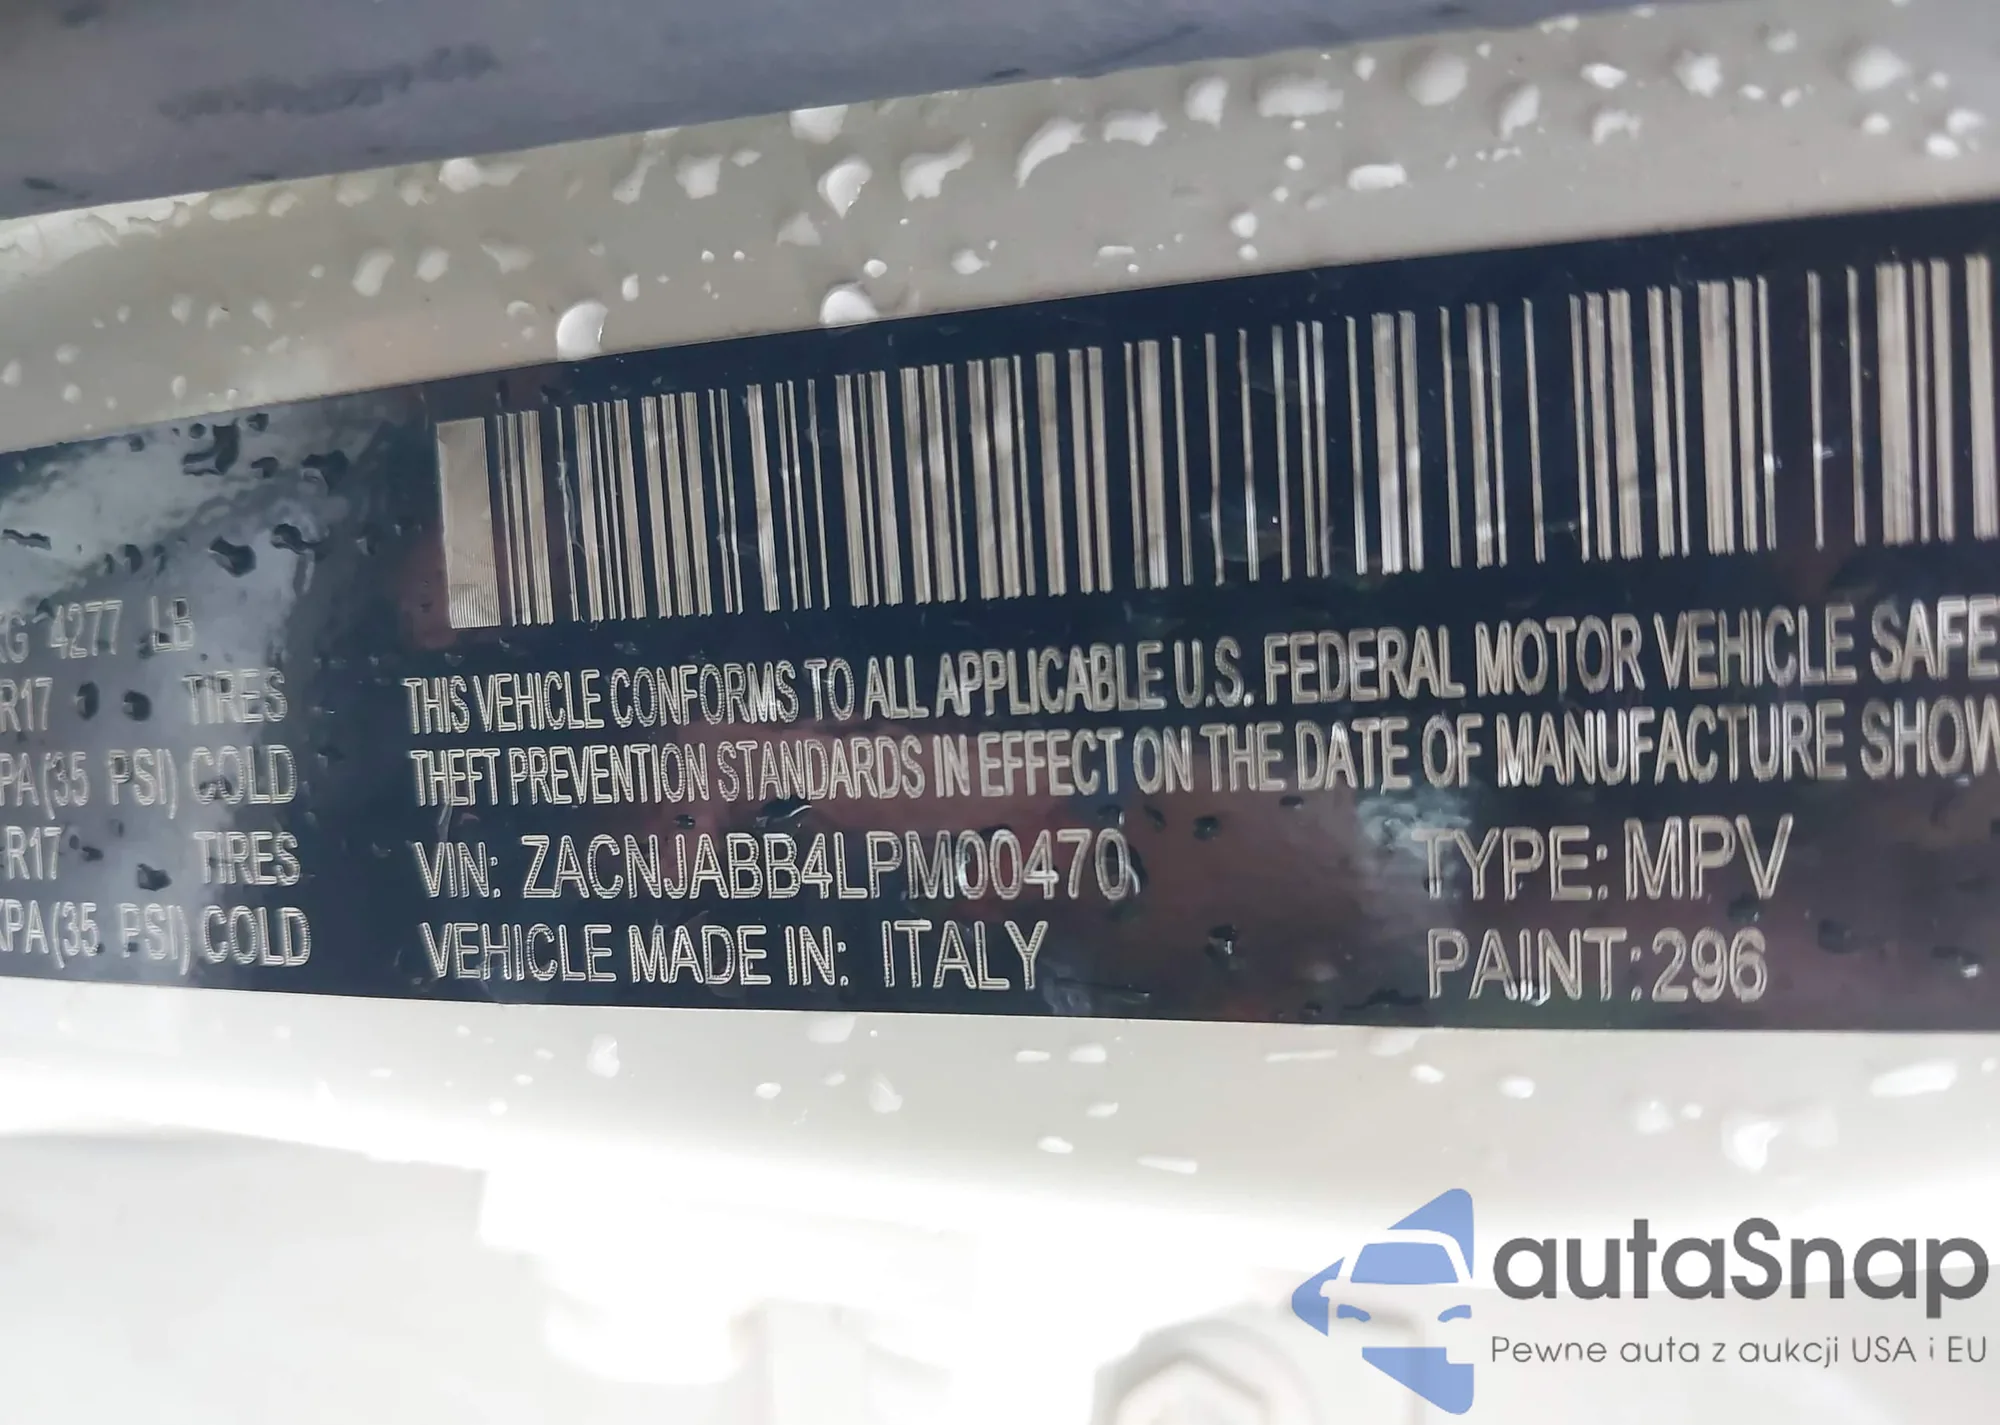 KG 4277 LB
R17 TIRES
KPA(35 PSI) COLD
R17 TIRES
KPA(35 PSI) COLD
THIS VEHICLE CONFORMS TO ALL APPLICABLE U.S. FEDERAL MOTOR VEHICLE SAFE
THEFT PREVENTION STANDARDS IN EFFECT ON THE DATE OF MANUFACTURE SHOW
VIN: ZACNJABB4LPM00470 TYPE: MPV
VEHICLE MADE IN: ITALY PAINT: 296
autaSnap
Pewne auta z aukcji USA i EU